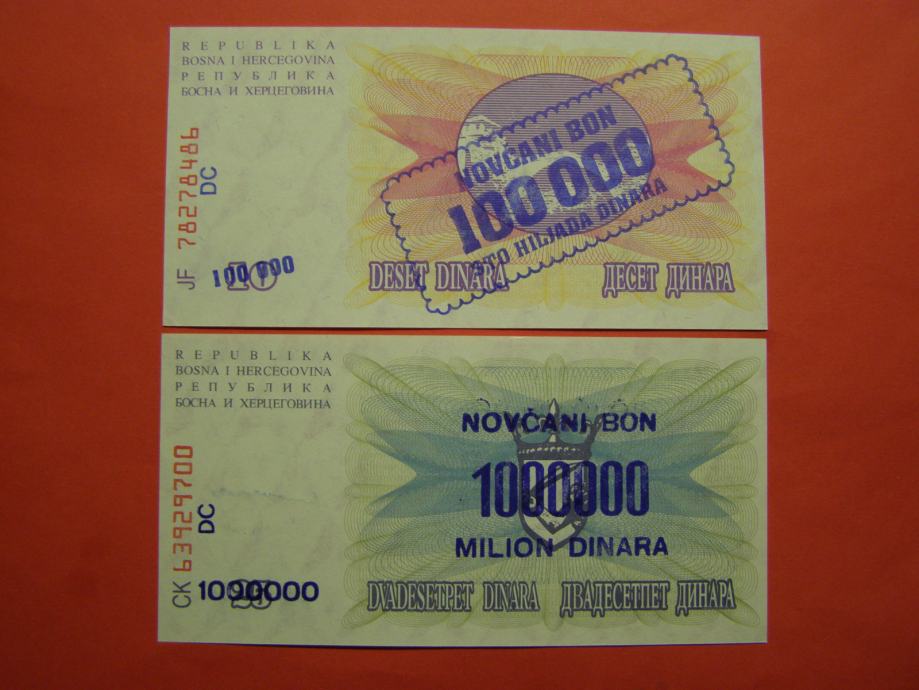 REPUBLIKA
BOSNA I HERCEGOVINA
РЕПУБЛИКА
БОСНА И ХЕРЦЕГОВИНА
JF 78278486
DC
NOVČANI BON
100 000
STO HILJADA DINARA
100 000
10
DESET DINARA
ДЕСЕТ ДИНАРА
REPUBLIKA
BOSNA I HERCEGOVINA
РЕПУБЛИКА
БОСНА И ХЕРЦЕГОВИНА
CK 63929700
DC
NOVČANI BON
1000000
MILION DINARA
1000000
25
DVADESETPET DINARA
ДВАДЕСЕТПЕТ ДИНАРА